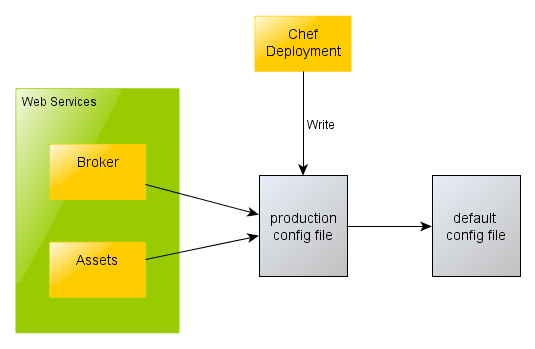 Chef
Deployment
Web Services
Write
Broker
production
config file
default
config file
Assets